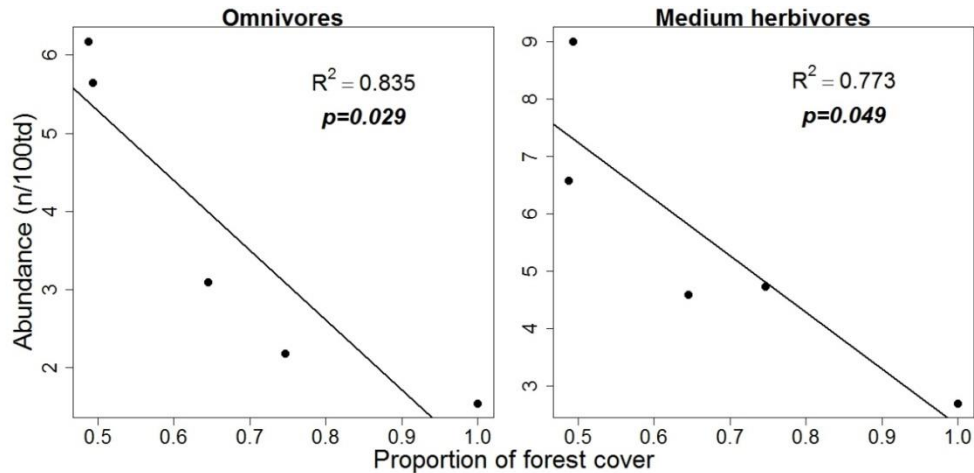 Omnivores
Medium herbivores
Abundance (n/100td)
6
5
4
3
2
R² = 0.835
p=0.029
0.5 0.6 0.7 0.8 0.9 1.0
9
8
7
6
5
4
3
R² = 0.773
p=0.049
0.5 0.6 0.7 0.8 0.9 1.0
Proportion of forest cover